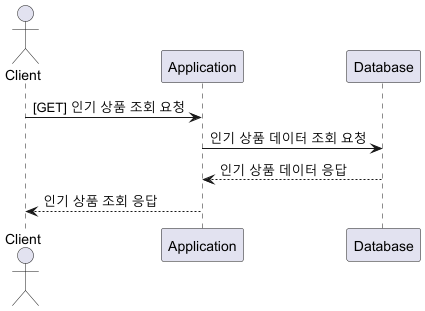 Client
Application
Database
[GET] 인기 상품 조회 요청
인기 상품 데이터 조회 요청
인기 상품 데이터 응답
인기 상품 조회 응답
Client
Application
Database